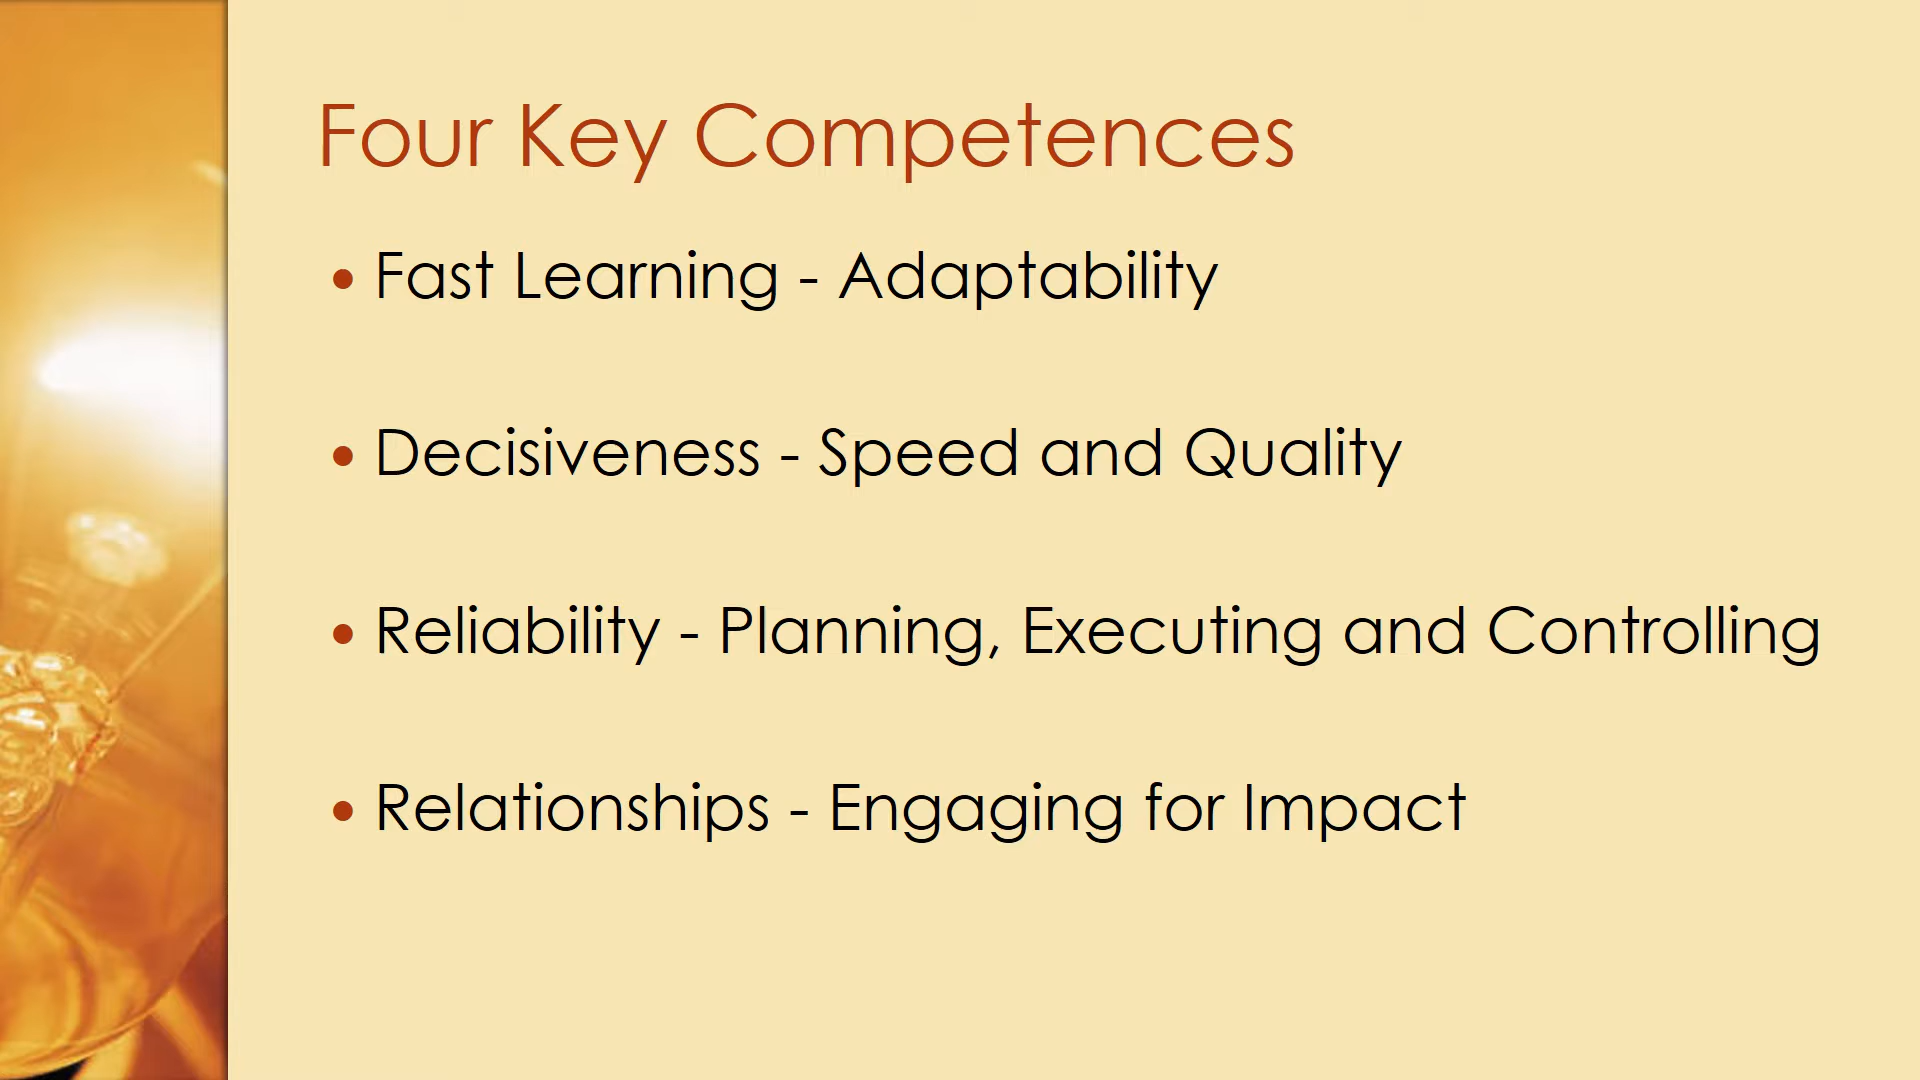 Four Key Competences
• Fast Learning - Adaptability
• Decisiveness - Speed and Quality
• Reliability - Planning, Executing and Controlling
• Relationships - Engaging for Impact